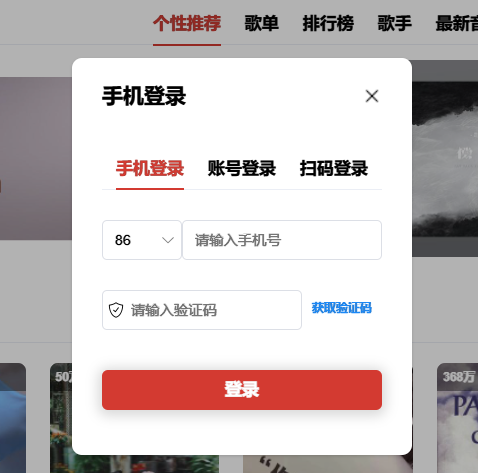 个性推荐 歌单 排行榜 歌手 最新
手机登录
手机登录 账号登录 扫码登录
86 请输入手机号
请输入验证码 获取验证码
50万 368万
登录
PA